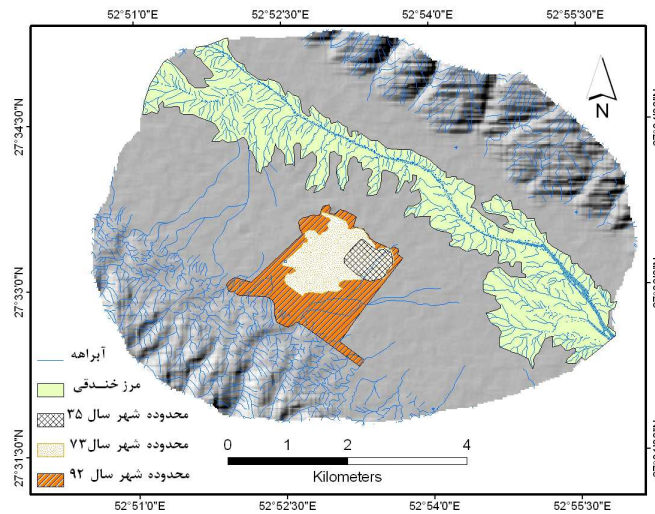 52°51'0"E 52°52'30"E 52°54'0"E 52°55'30"E
27°34'30"N
N
27°33'0"N
آبراهه
مرز خندقی
محدوده شهر سال ۳۵
محدوده شهر سال ۷۳
محدوده شهر سال ۹۲
0 1 2 4
Kilometers
27°31'30"N
52°51'0"E 52°52'30"E 52°54'0"E 52°55'30"E